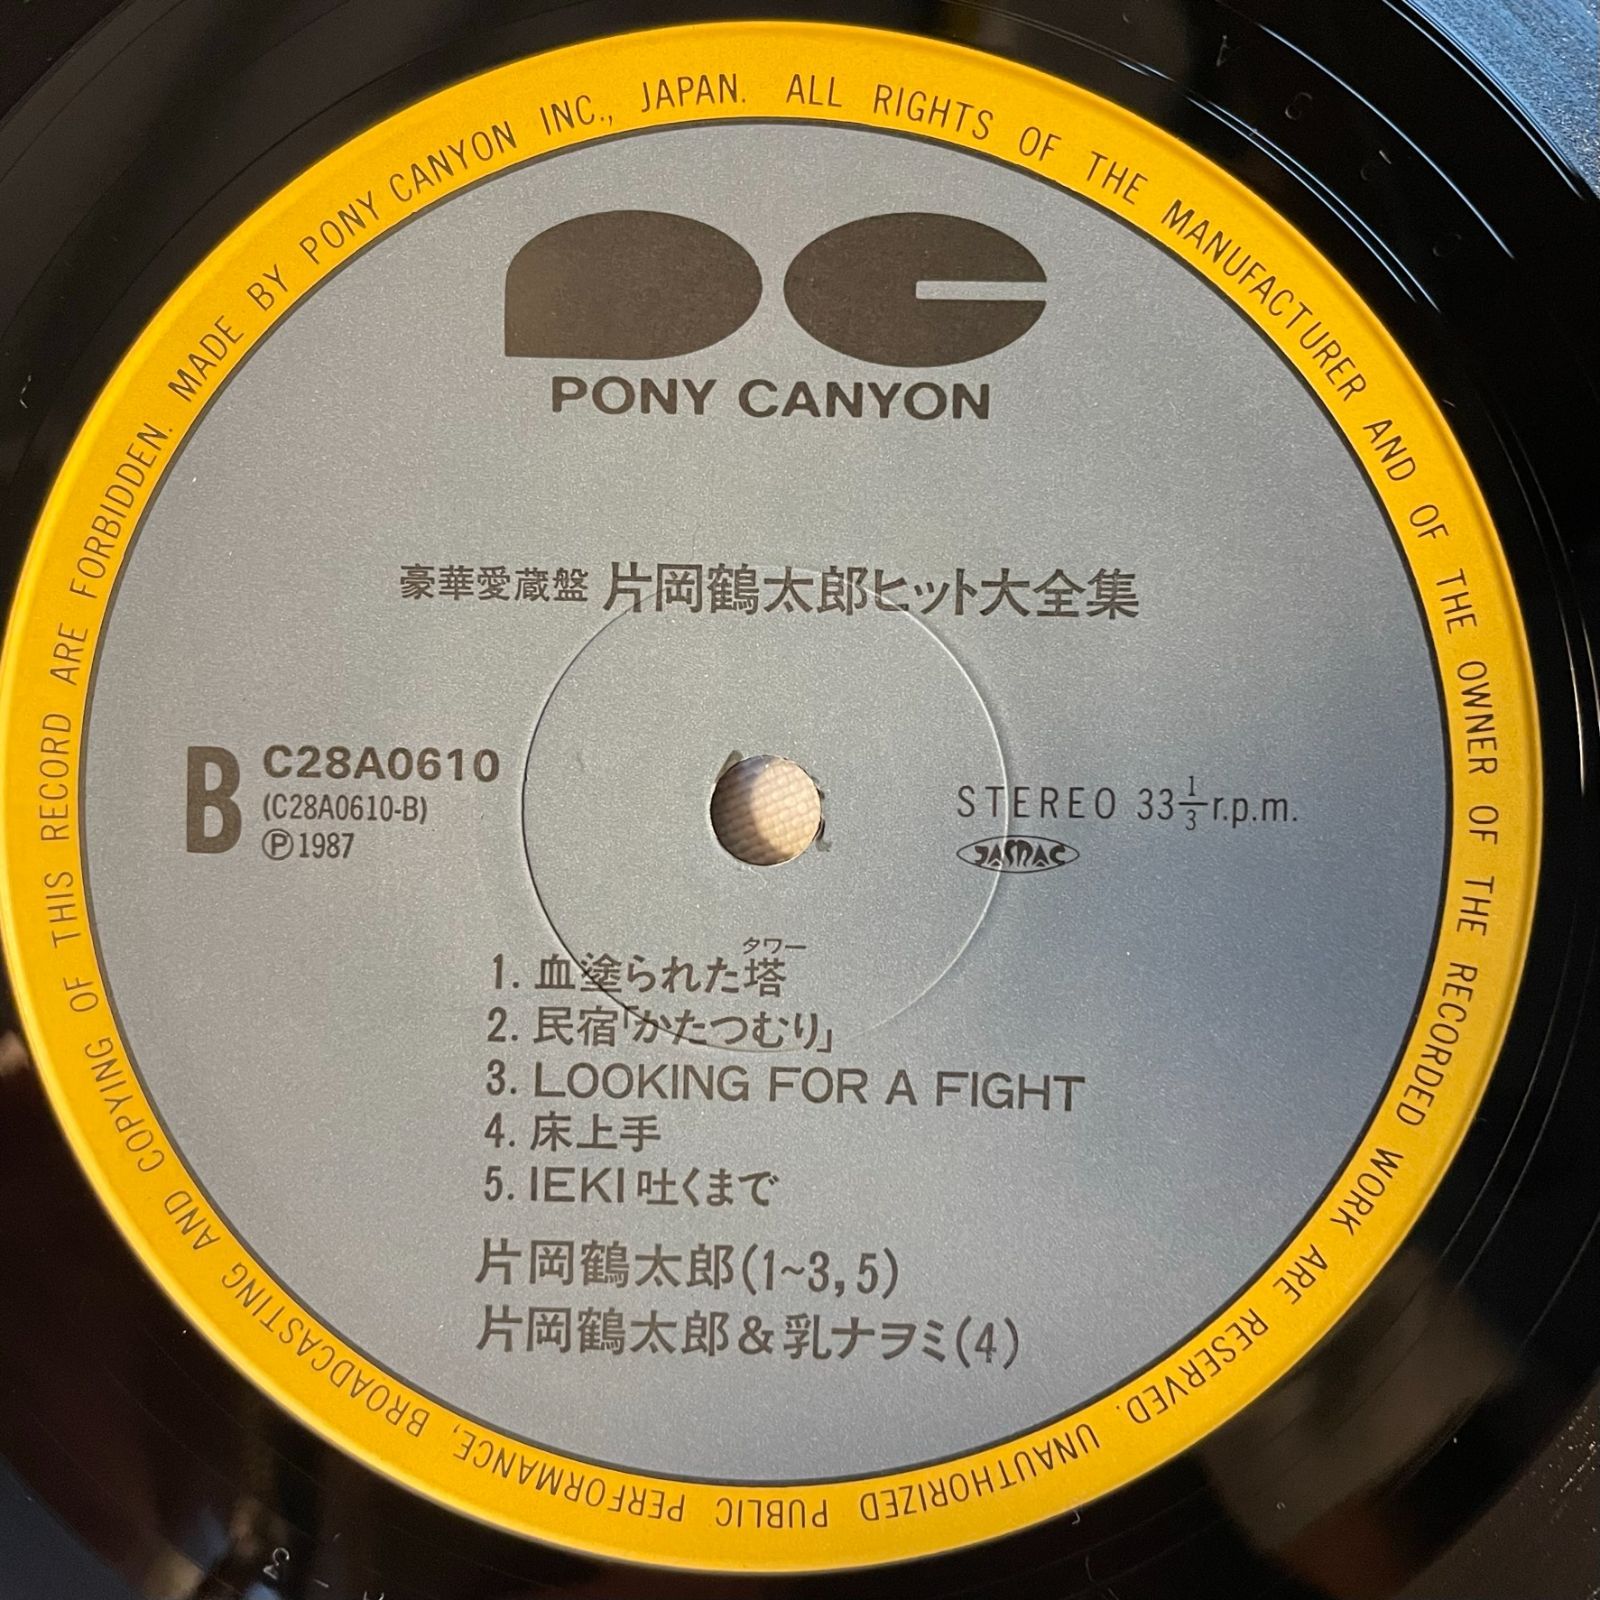 MADE BY PONY CANYON INC., JAPAN. ALL RIGHTS OF THE MANUFACTURER AND OF THE OWNER OF THE RECORDED WORK ARE RESERVED. UNAUTHORIZED PUBLIC PERFORMANCE, BROADCASTING AND COPYING OF THIS RECORD ARE FORBIDDEN.
PONY CANYON
豪華愛蔵盤 片岡鶴太郎ヒット大全集
B C28A0610
(C28A0610-B)
Ⓟ1987
STEREO 33 1/3 r.p.m.
JASRAC
タワー
1. 血塗られた塔
2. 民宿「かたつむり」
3. LOOKING FOR A FIGHT
4. 床上手
5. IEKI吐くまで
片岡鶴太郎(1~3,5)
片岡鶴太郎&乳ナヲミ(4)